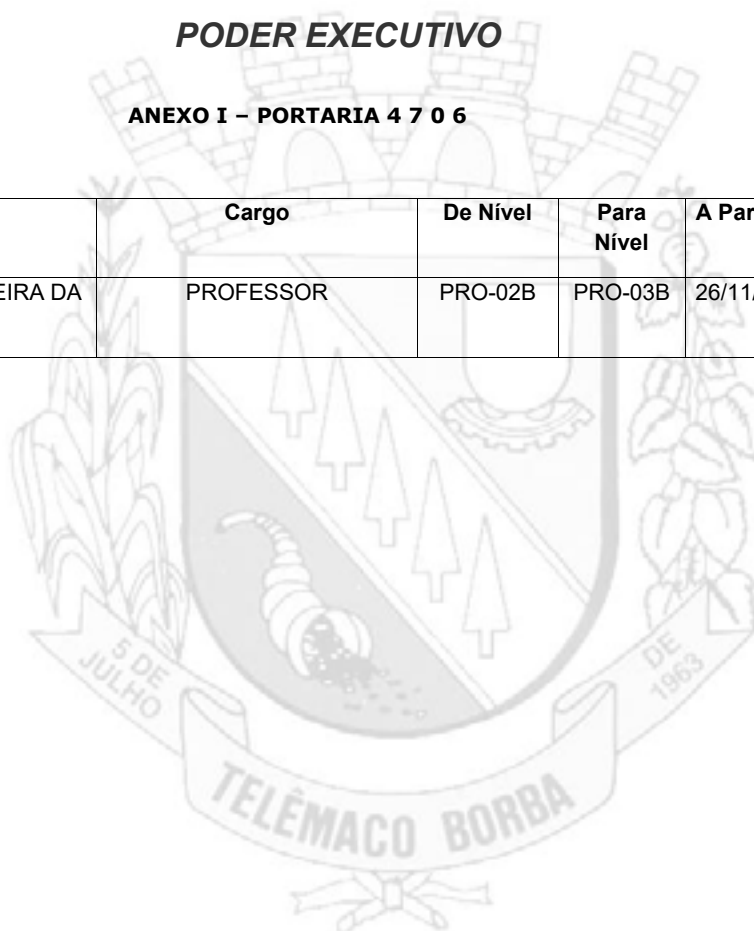 PODER EXECUTIVO
ANEXO I – PORTARIA 4 7 0 6
Cargo De Nível Para Nível A Par
EIRA DA PROFESSOR PRO-02B PRO-03B 26/11/
5 DE JULHO DE 1963
TELÊMACO BORBA